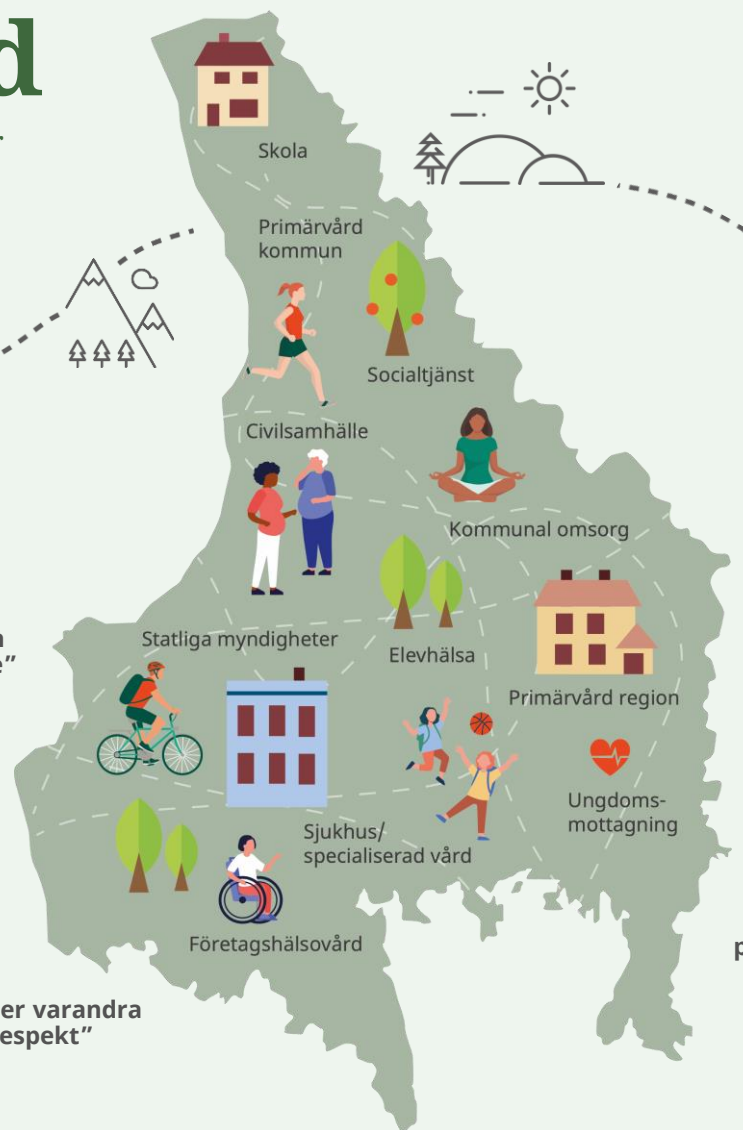 d
Skola
Primärvård
kommun
Socialtjänst
Civilsamhälle
Kommunal omsorg
Statliga myndigheter
Elevhälsa
Primärvård region
Ungdoms-
mottagning
Sjukhus/
specialiserad vård
Företagshälsovård
er varandra
espekt”